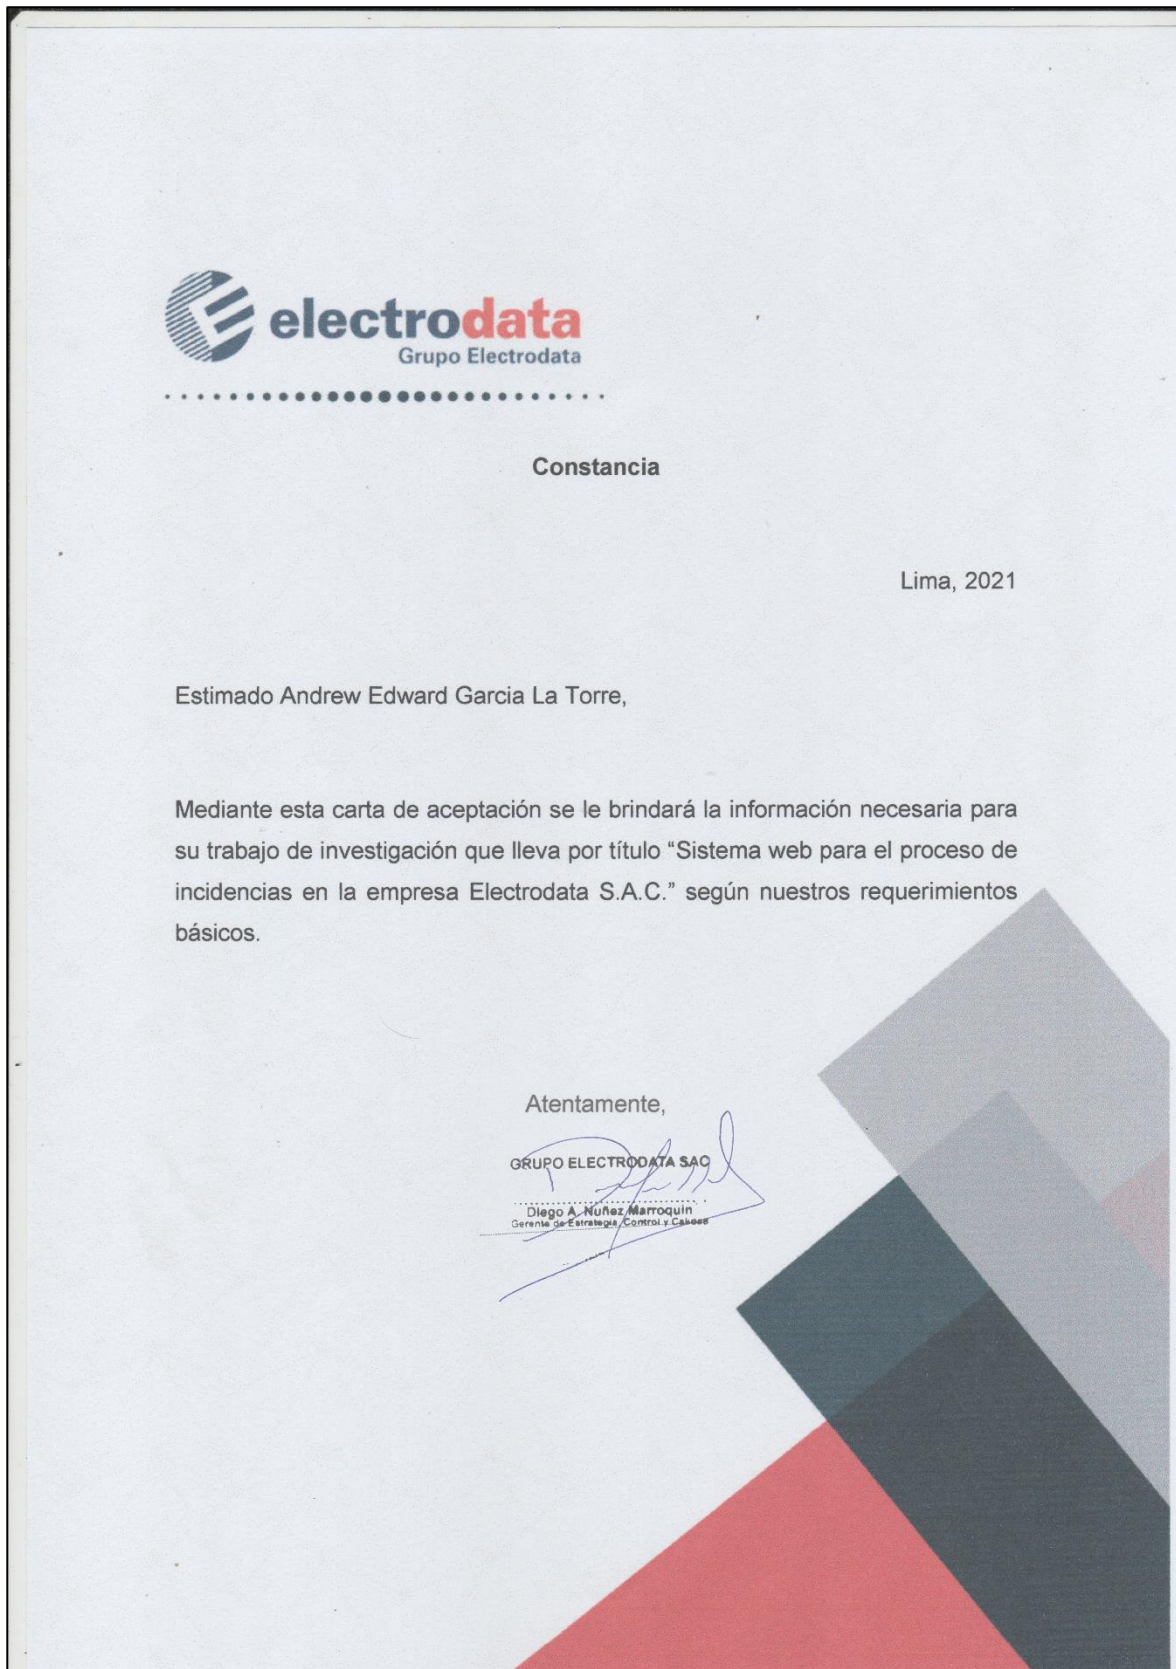 electrodata
Grupo Electrodata
Constancia
Lima, 2021
Estimado Andrew Edward Garcia La Torre,
Mediante esta carta de aceptación se le brindará la información necesaria para
su trabajo de investigación que lleva por título “Sistema web para el proceso de
incidencias en la empresa Electrodata S.A.C.” según nuestros requerimientos
básicos.
Atentamente,
GRUPO ELECTRODATA SAC
Diego A. Nuñez Marroquin
Gerente de Estrategia, Control y